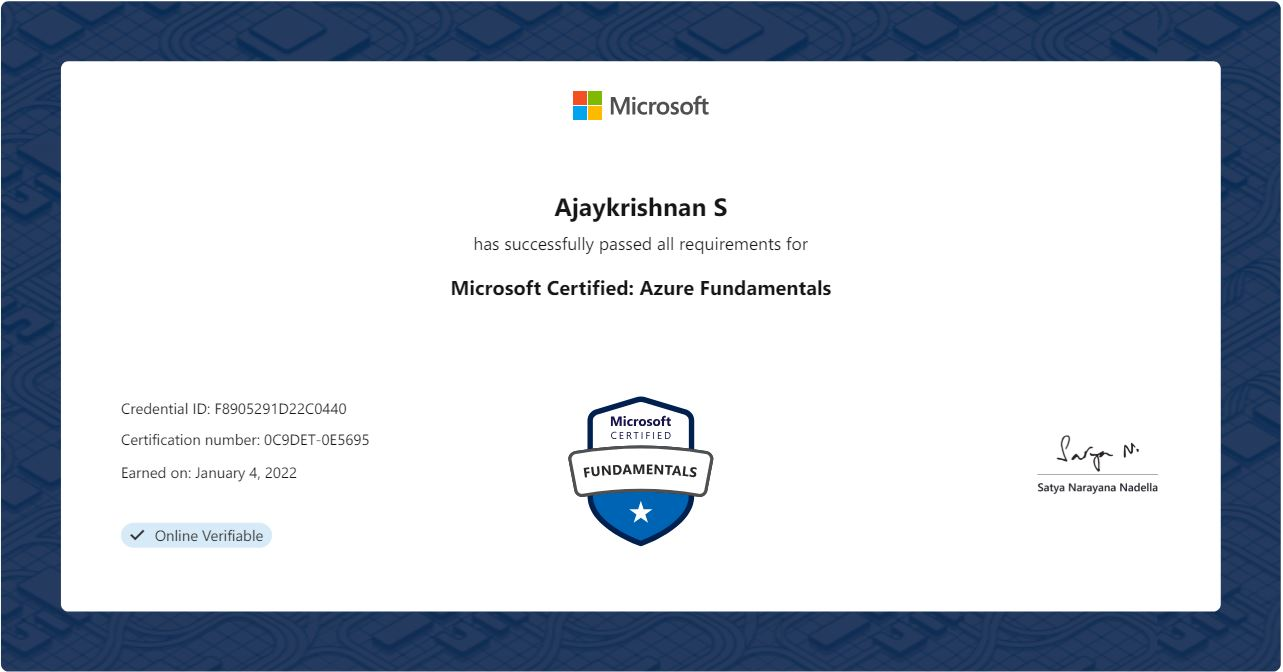 Microsoft
Ajaykrishnan S
has successfully passed all requirements for
Microsoft Certified: Azure Fundamentals
Credential ID: F8905291D22C0440
Certification number: 0C9DET-0E5695
Earned on: January 4, 2022
Online Verifiable
Microsoft
CERTIFIED
FUNDAMENTALS
Satya N.
Satya Narayana Nadella